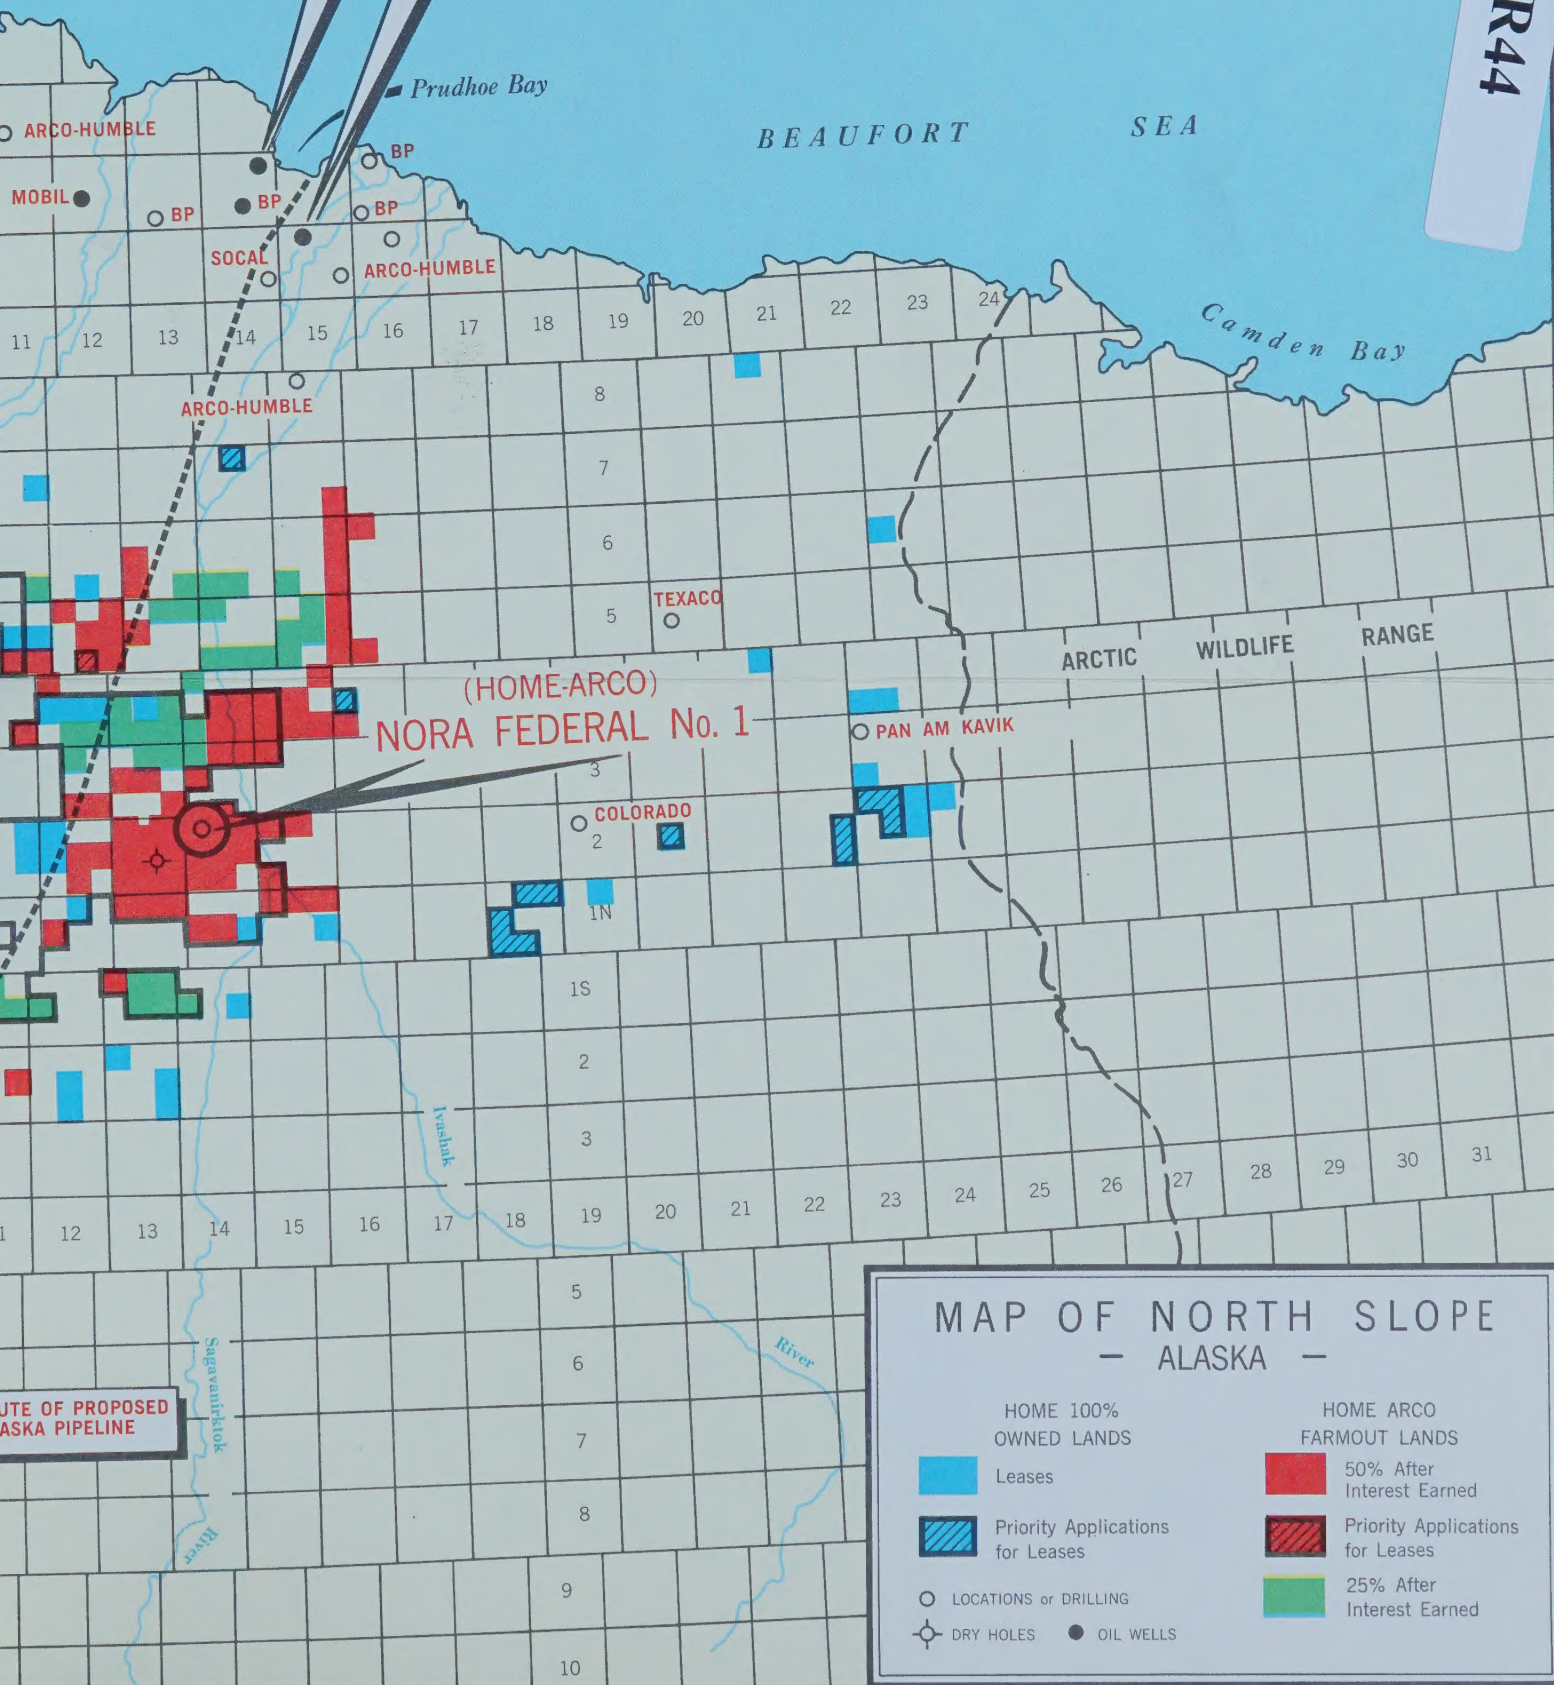 R44
Prudhoe Bay
BEAUFORT SEA
ARCO-HUMBLE
BP
MOBIL
BP
BP
BP
SOCAL
ARCO-HUMBLE
Camden Bay
11 12 13 14 15 16 17 18 19 20 21 22 23 24
ARCO-HUMBLE
8
7
6
TEXACO
5
ARCTIC WILDLIFE RANGE
(HOME-ARCO)
NORA FEDERAL No. 1
PAN AM KAVIK
3
COLORADO
2
1N
1S
2
Ivashak
3
1 12 13 14 15 16 17 18 19 20 21 22 23 24 25 26 27 28 29 30 31
5
Sagavanirktok
River
6
UTE OF PROPOSED
ASKA PIPELINE
7
8
River
9
10
MAP OF NORTH SLOPE
— ALASKA —
HOME 100%
OWNED LANDS
Leases
Priority Applications
for Leases
LOCATIONS or DRILLING
DRY HOLES
OIL WELLS
HOME ARCO
FARMOUT LANDS
50% After
Interest Earned
Priority Applications
for Leases
25% After
Interest Earned